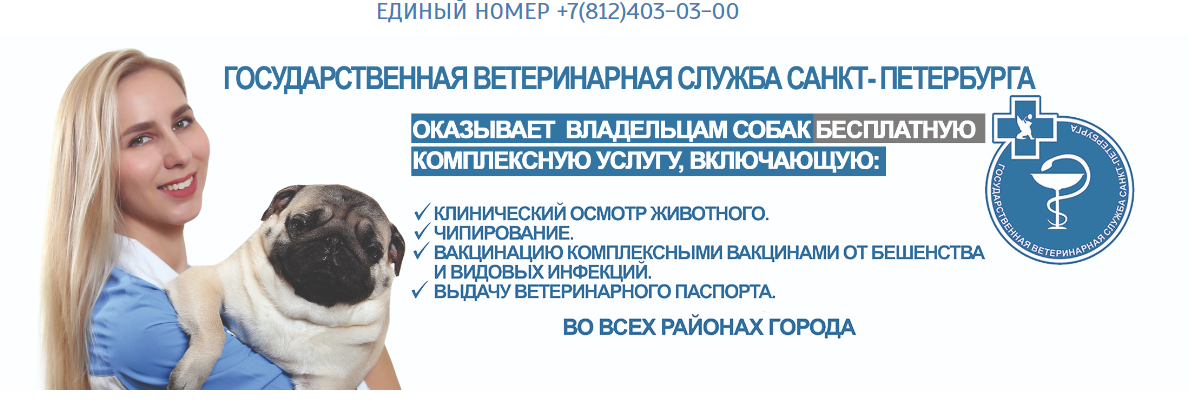 ЕДИНЫЙ НОМЕР +7(812)403-03-00
ГОСУДАРСТВЕННАЯ ВЕТЕРИНАРНАЯ СЛУЖБА САНКТ- ПЕТЕРБУРГА
ОКАЗЫВАЕТ ВЛАДЕЛЬЦАМ СОБАК БЕСПЛАТНУЮ
КОМПЛЕКСНУЮ УСЛУГУ, ВКЛЮЧАЮЩУЮ:
✓ КЛИНИЧЕСКИЙ ОСМОТР ЖИВОТНОГО.
✓ ЧИПИРОВАНИЕ.
✓ ВАКЦИНАЦИЮ КОМПЛЕКСНЫМИ ВАКЦИНАМИ ОТ БЕШЕНСТВА
И ВИДОВЫХ ИНФЕКЦИЙ.
✓ ВЫДАЧУ ВЕТЕРИНАРНОГО ПАСПОРТА.
ВО ВСЕХ РАЙОНАХ ГОРОДА
ГОСУДАРСТВЕННАЯ ВЕТЕРИНАРНАЯ СЛУЖБА САНКТ-ПЕТЕРБУРГА